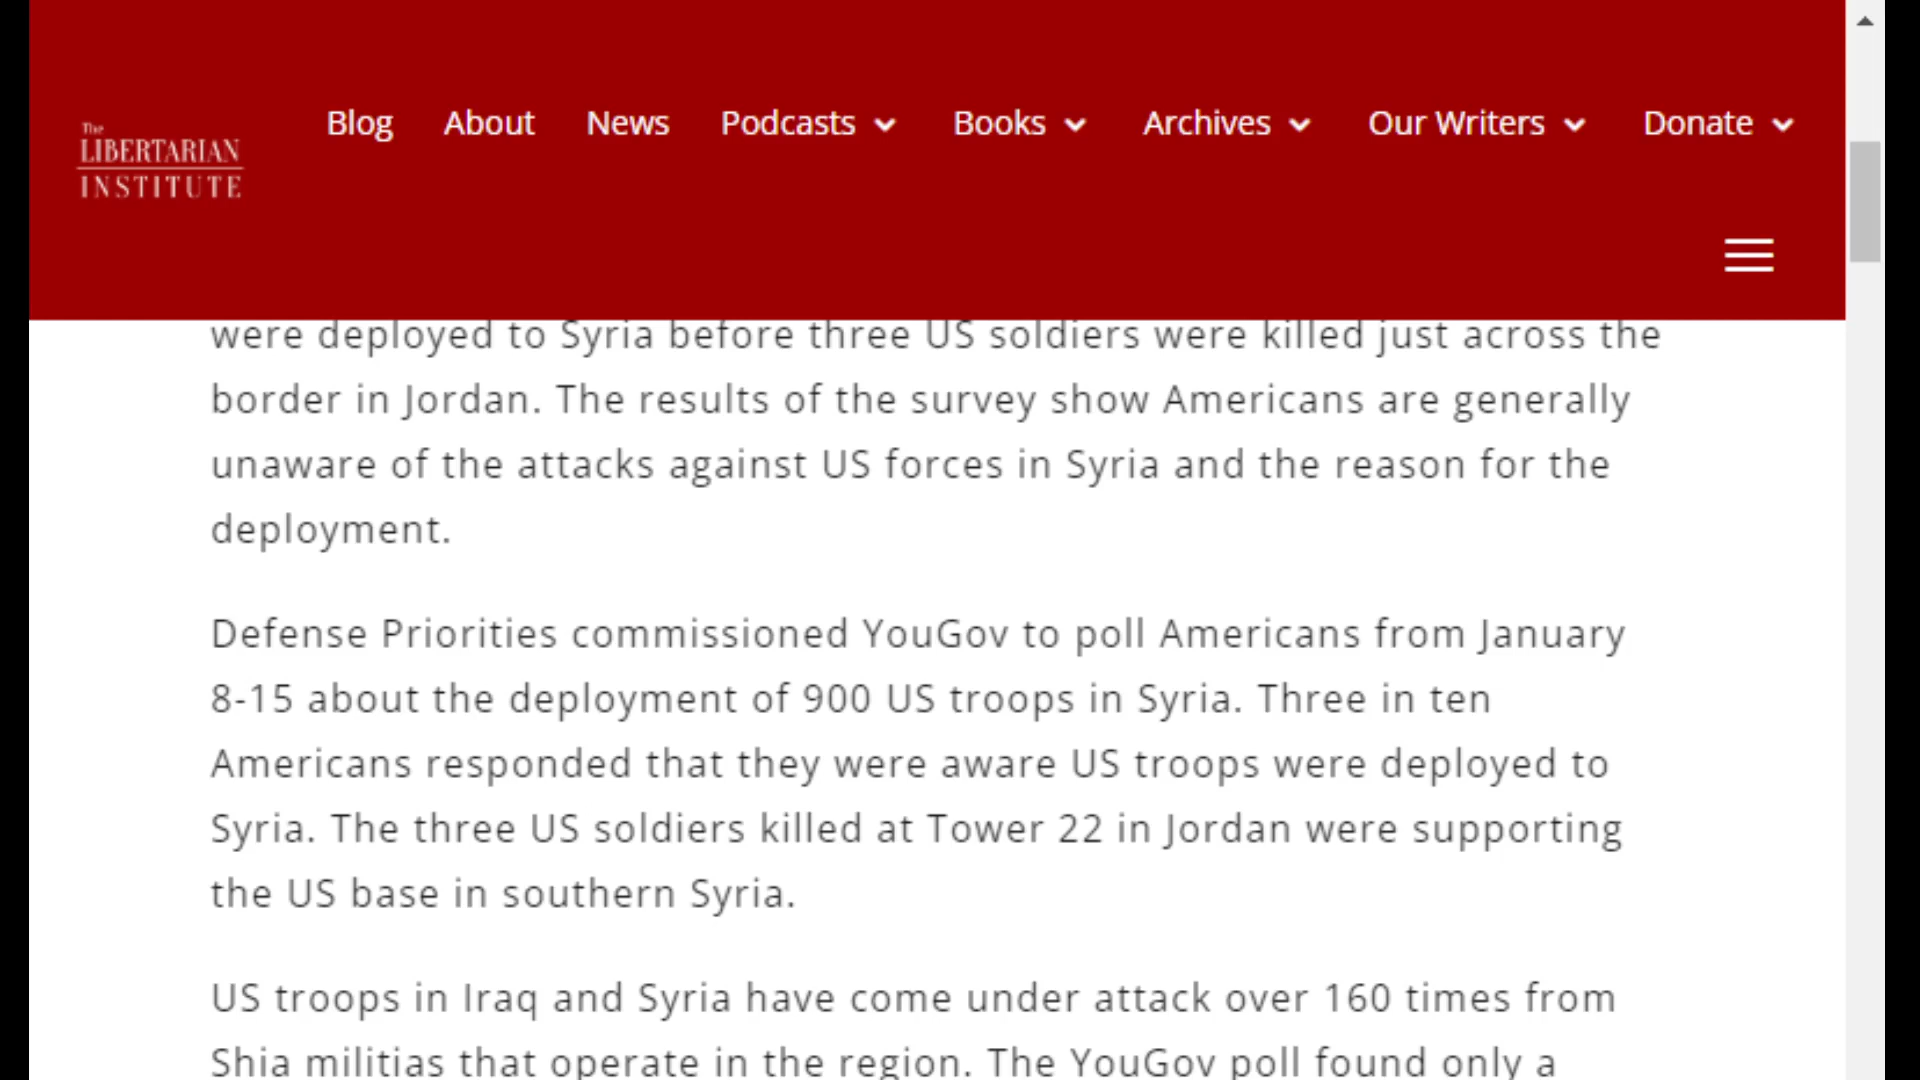 The
LIBERTARIAN
INSTITUTE
Blog About News Podcasts Books Archives Our Writers Donate
were deployed to Syria before three US soldiers were killed just across the
border in Jordan. The results of the survey show Americans are generally
unaware of the attacks against US forces in Syria and the reason for the
deployment.
Defense Priorities commissioned YouGov to poll Americans from January
8-15 about the deployment of 900 US troops in Syria. Three in ten
Americans responded that they were aware US troops were deployed to
Syria. The three US soldiers killed at Tower 22 in Jordan were supporting
the US base in southern Syria.
US troops in Iraq and Syria have come under attack over 160 times from
Shia militias that operate in the region. The YouGov poll found only a